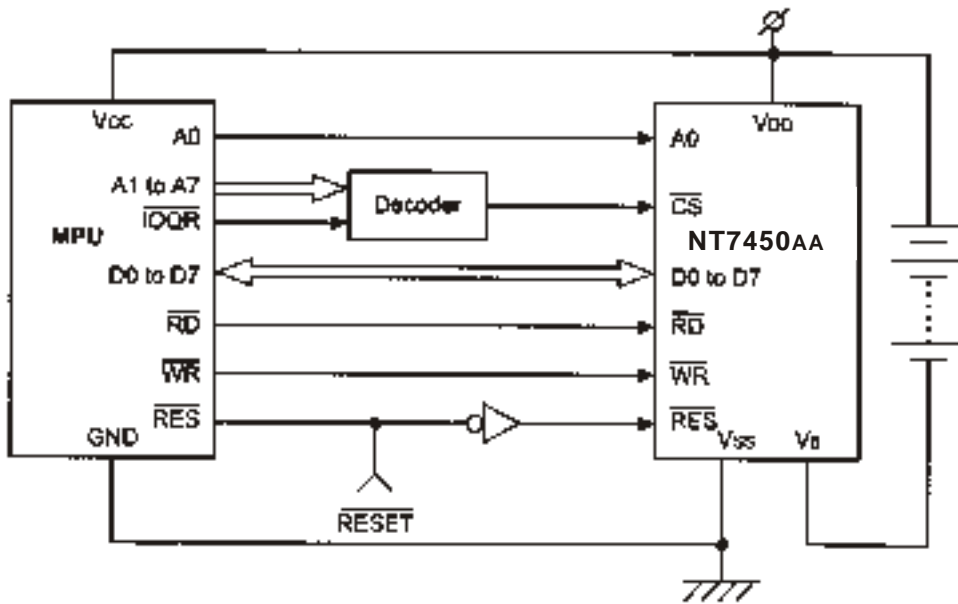 Vcc
A0
A1 to A7
IOQR
MPU
D0 to D7
RD
WR
RES
GND
Decoder
RESET
VDD
A0
CS
NT7450AA
D0 to D7
RD
WR
RES
Vss